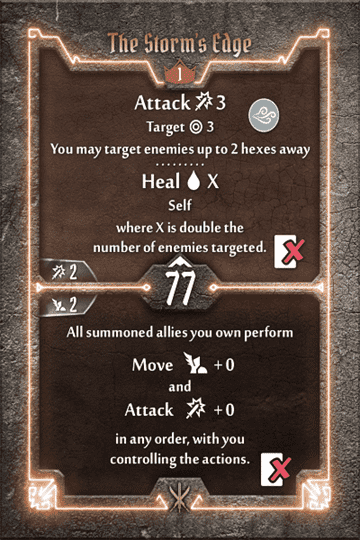 The Storm's Edge
1
Attack 3
Target 3
You may target enemies up to 2 hexes away
Heal X
Self
where X is double the
number of enemies targeted.
2
77
2
All summoned allies you own perform
Move +0
and
Attack +0
in any order, with you
controlling the actions.